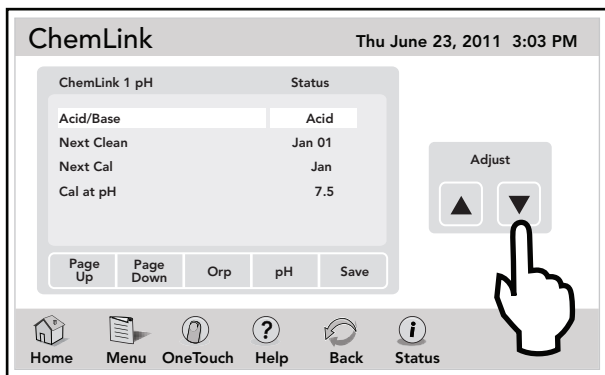 ChemLink Thu June 23, 2011 3:03 PM
ChemLink 1 pH Status
Acid/Base Acid
Next Clean Jan 01
Next Cal Jan
Cal at pH 7.5
Adjust
Page Up Page Down Orp pH Save
Home Menu OneTouch Help Back Status